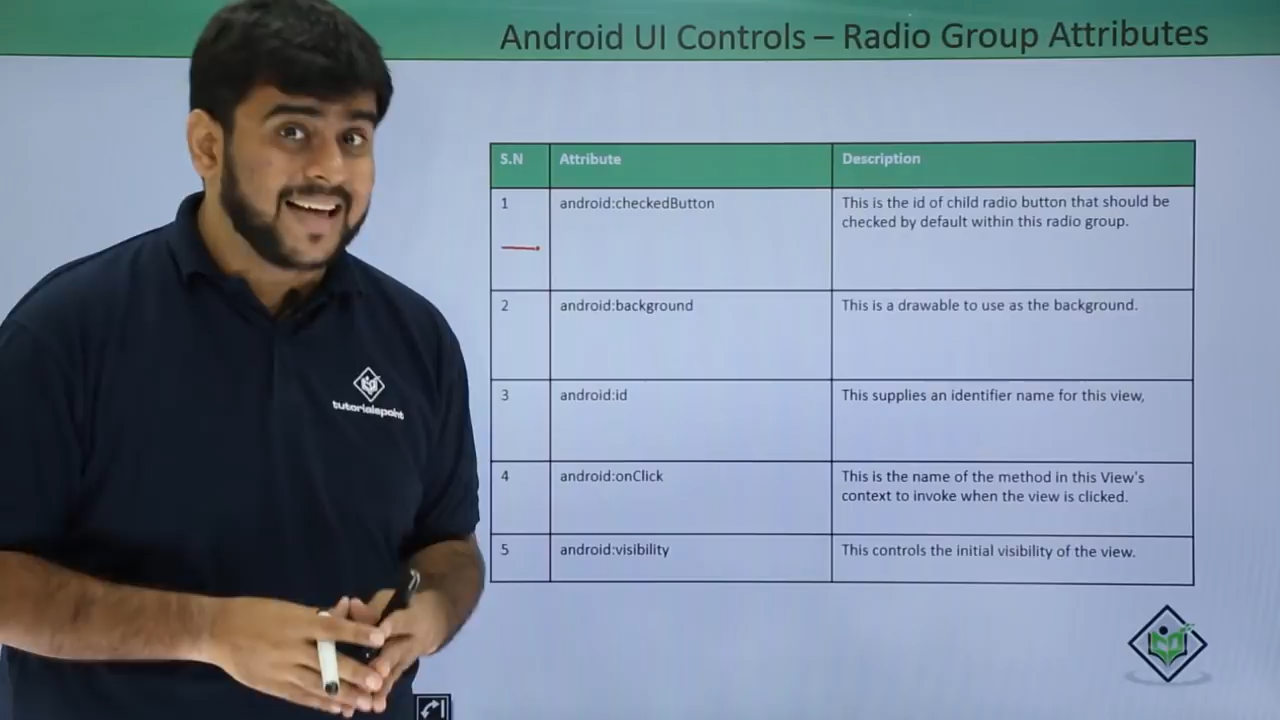 Android UI Controls – Radio Group Attributes
S.N Attribute Description
1 android:checkedButton This is the id of child radio button that should be
checked by default within this radio group.
2 android:background This is a drawable to use as the background.
3 android:id This supplies an identifier name for this view,
4 android:onClick This is the name of the method in this View's
context to invoke when the view is clicked.
5 android:visibility This controls the initial visibility of the view.
tutorialspoint